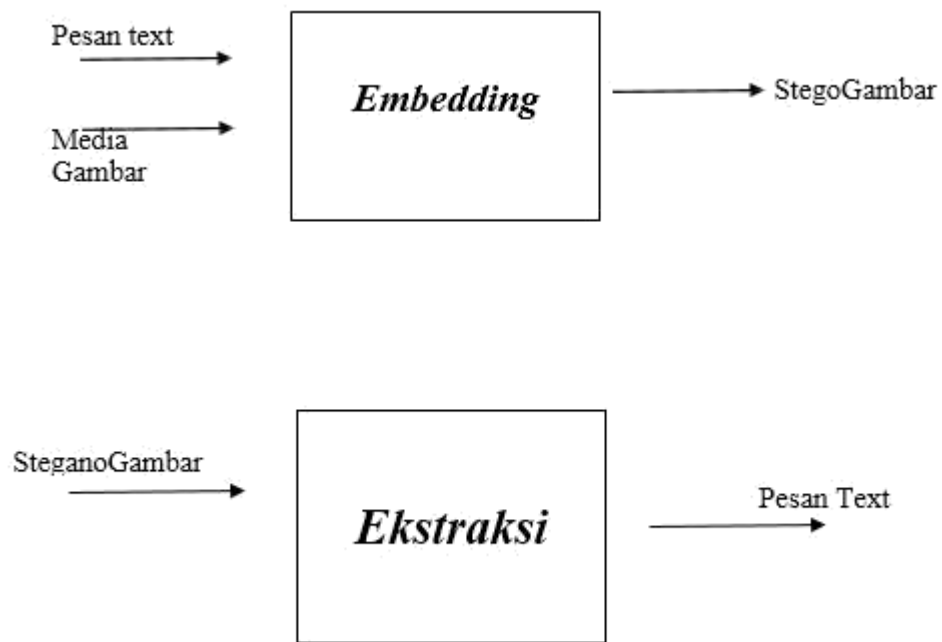 Pesan text
Media
Gambar
Embedding
StegoGambar
SteganoGambar
Ekstraksi
Pesan Text